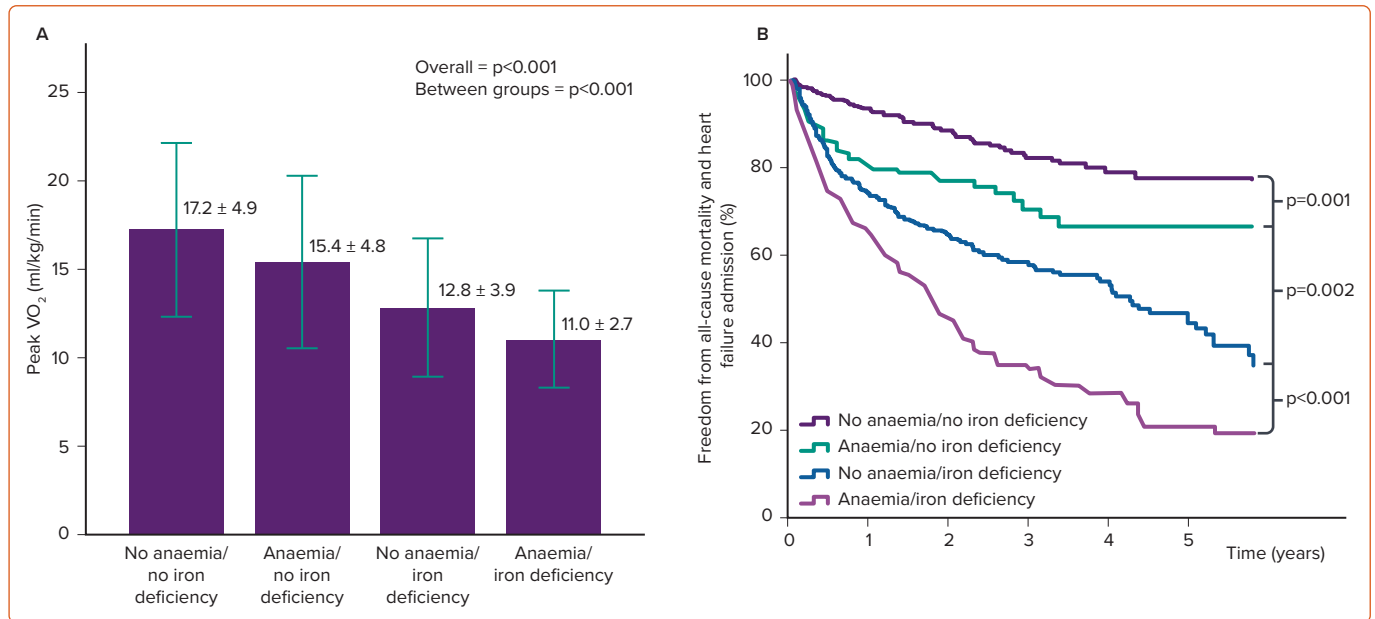 A
Overall = p<0.001
Between groups = p<0.001
Peak VO2 (ml/kg/min)
25
20
15
10
5
0
17.2 ± 4.9
15.4 ± 4.8
12.8 ± 3.9
11.0 ± 2.7
No anaemia/
no iron
deficiency
Anaemia/
no iron
deficiency
No anaemia/
iron
deficiency
Anaemia/
iron deficiency
B
Freedom from all-cause mortality and heart
failure admission (%)
100
80
60
40
20
0
p=0.001
p=0.002
p<0.001
No anaemia/no iron deficiency
Anaemia/no iron deficiency
No anaemia/iron deficiency
Anaemia/iron deficiency
0
1
2
3
4
5
Time (years)